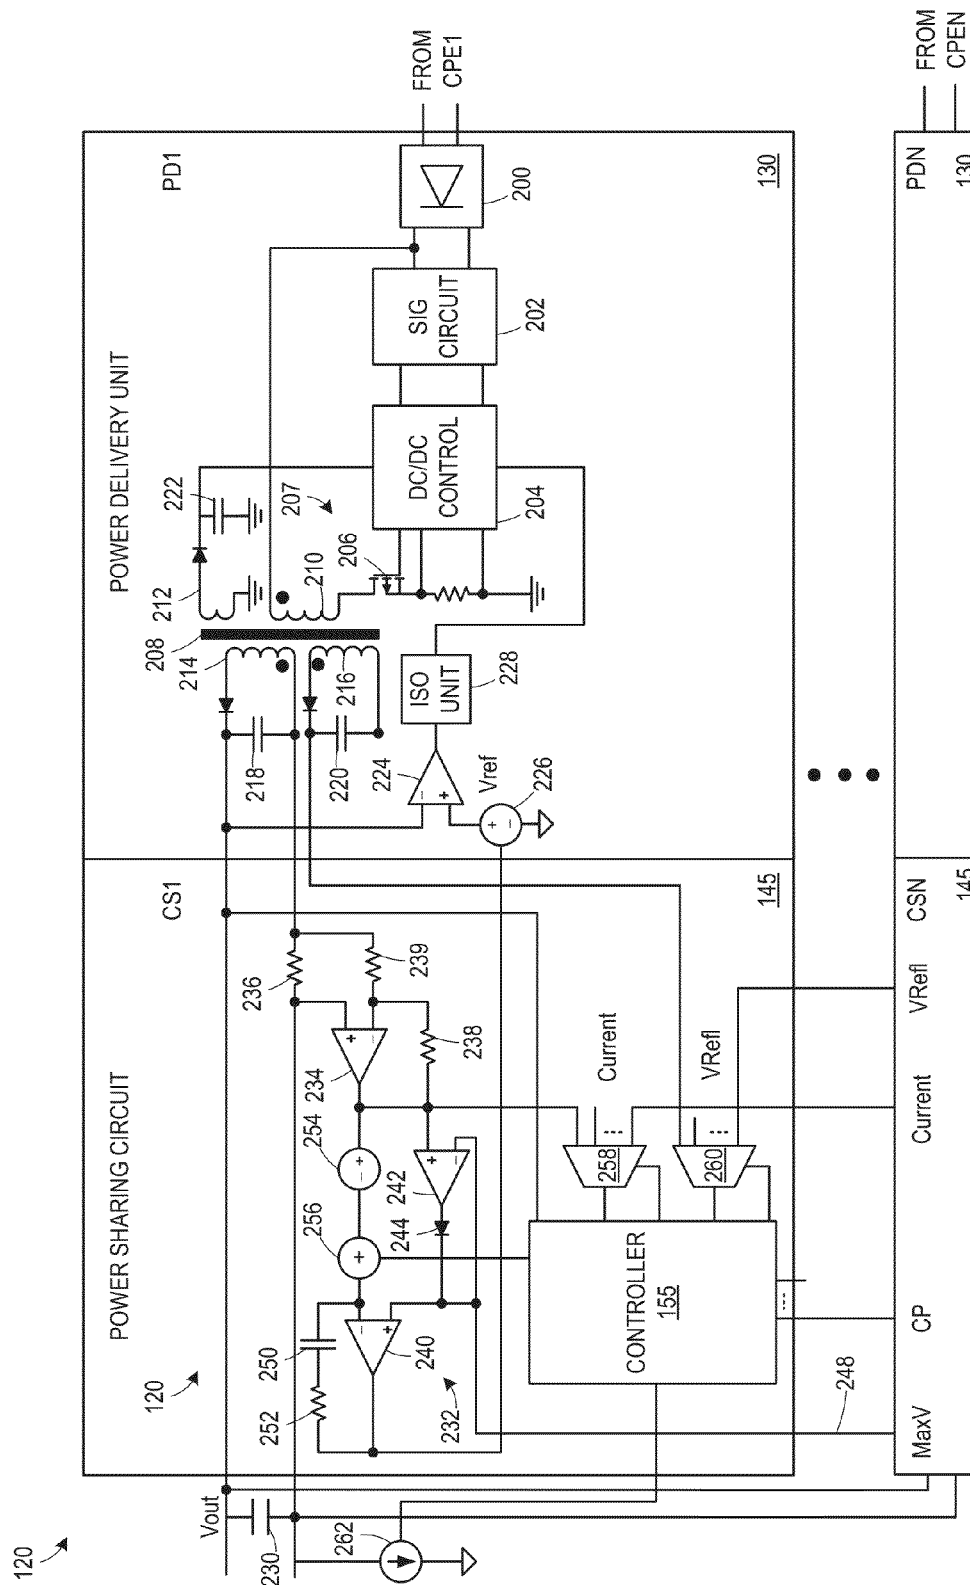 120
Vout
230
262
120
POWER SHARING CIRCUIT
CS1
252
250
240
232
256
254
244
242
234
236
239
238
Current
VRefl
258
260
CONTROLLER
155
145
POWER DELIVERY UNIT
PD1
208
214
212
222
207
210
206
216
218
220
224
Vref
226
ISO
UNIT
228
DC/DC
CONTROL
204
SIG
CIRCUIT
202
200
130
FROM
CPE1
248
MaxV
CP
Current
VRefl
CSN
145
PDN
130
FROM
CPEN